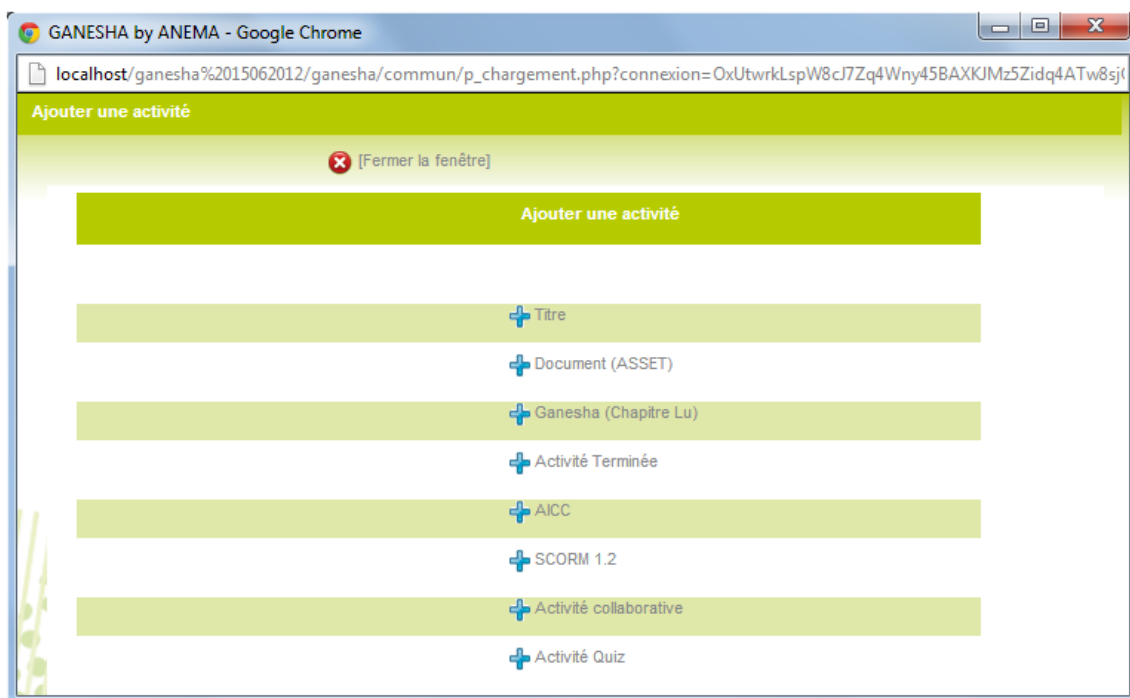 GANESHA by ANEMA - Google Chrome
localhost/ganesha%2015062012/ganesha/commun/p_chargement.php?connexion=OxUtwrkLspW8cJ7Zq4Wny45BAXKJMz5Zidq4ATw8sj
Ajouter une activité
[Fermer la fenêtre]
Ajouter une activité
Titre
Document (ASSET)
Ganesha (Chapitre Lu)
Activité Terminée
AICC
SCORM 1.2
Activité collaborative
Activité Quiz